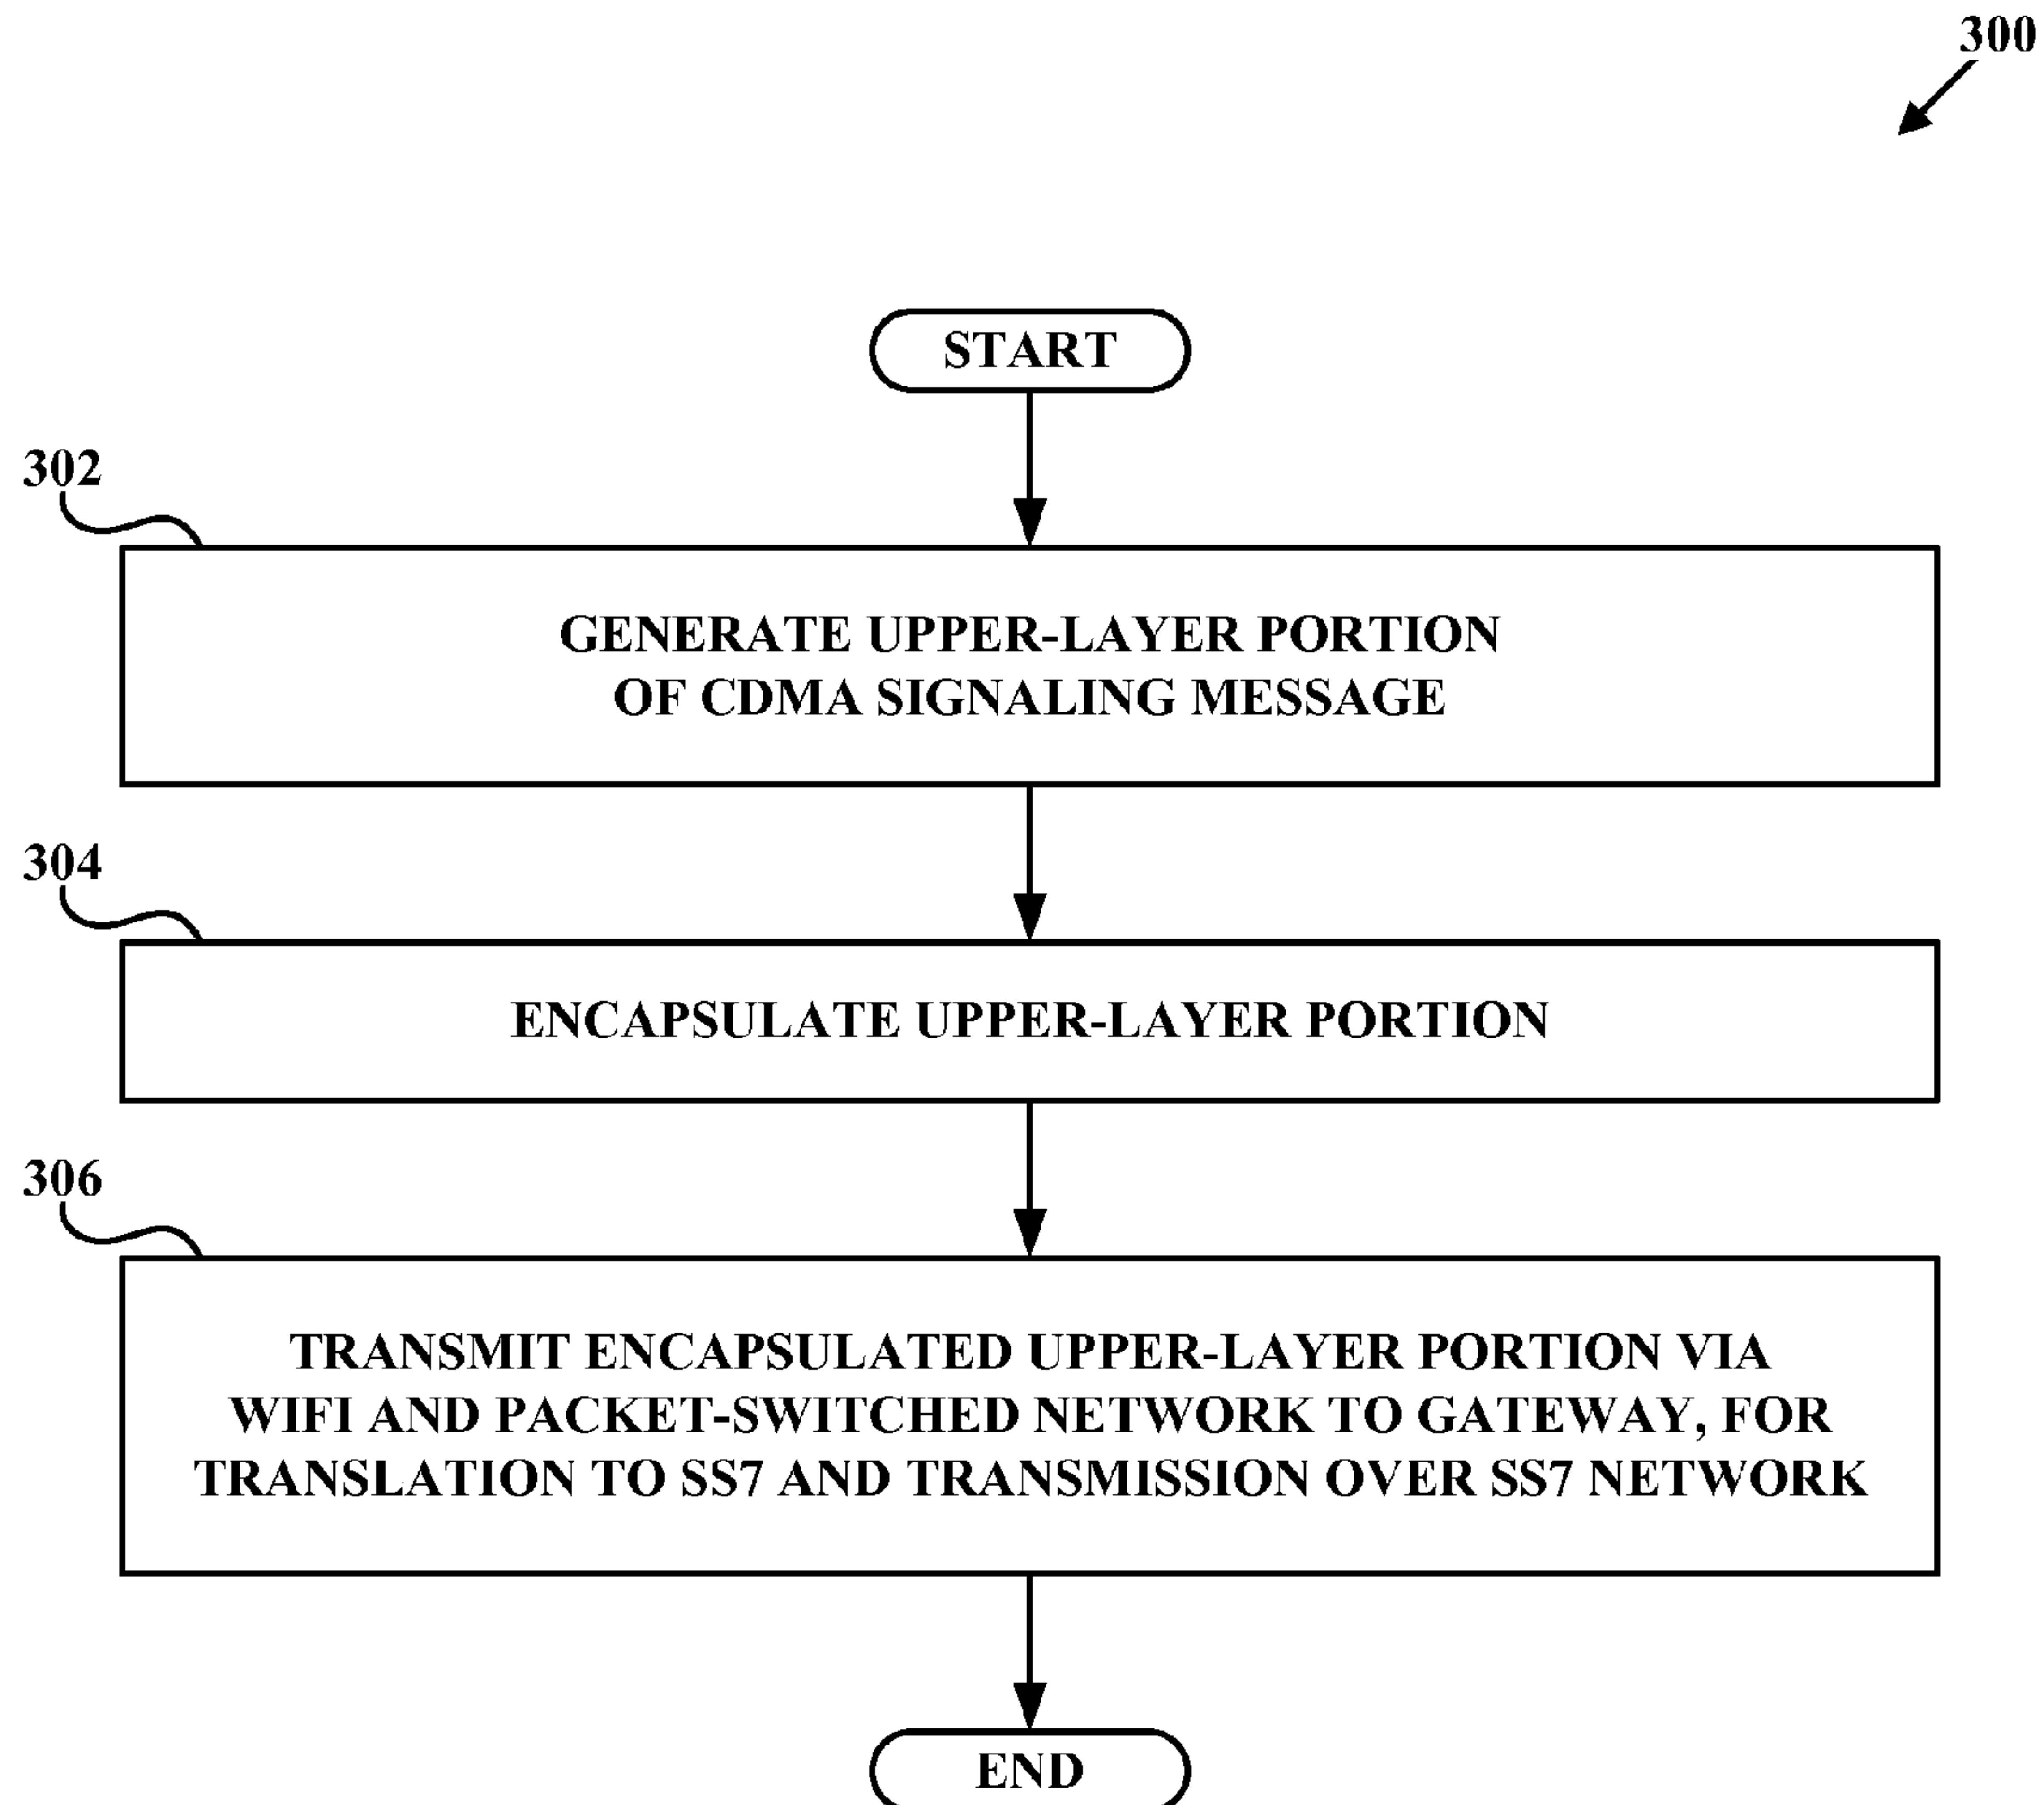 300
START
302
GENERATE UPPER-LAYER PORTION
OF CDMA SIGNALING MESSAGE
304
ENCAPSULATE UPPER-LAYER PORTION
306
TRANSMIT ENCAPSULATED UPPER-LAYER PORTION VIA
WIFI AND PACKET-SWITCHED NETWORK TO GATEWAY, FOR
TRANSLATION TO SS7 AND TRANSMISSION OVER SS7 NETWORK
END